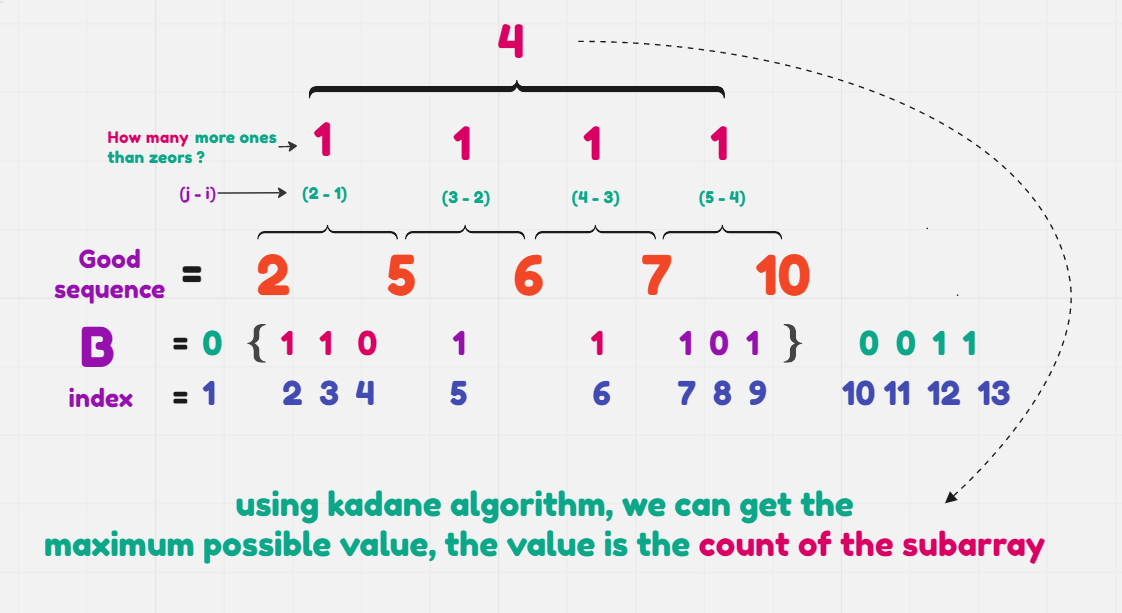 4
How many more ones → 1 1 1 1
than zeors ?
(j - i) → (2 - 1) (3 - 2) (4 - 3) (5 - 4)
Good
sequence = 2 5 6 7 10
B = 0 { 1 1 0 1 1 1 0 1 } 0 0 1 1
index = 1 2 3 4 5 6 7 8 9 10 11 12 13
using kadane algorithm, we can get the
maximum possible value, the value is the count of the subarray